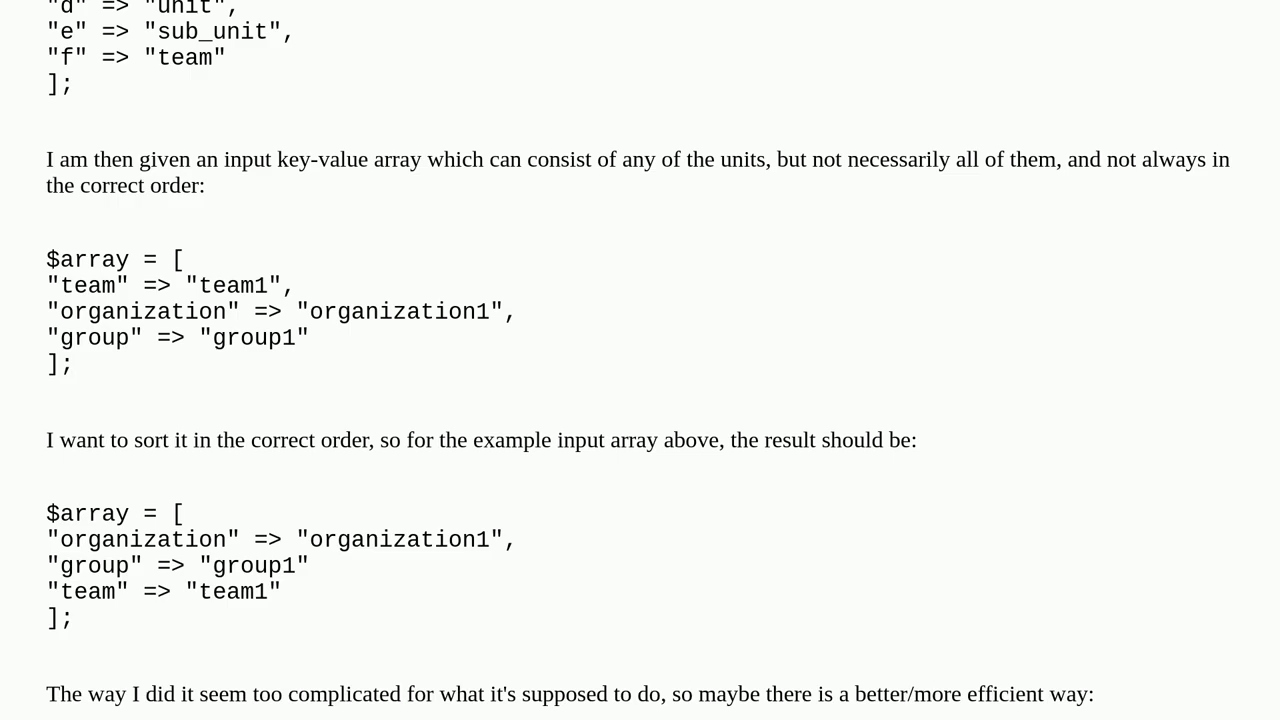 "d" => "unit",
"e" => "sub_unit",
"f" => "team"
];
I am then given an input key-value array which can consist of any of the units, but not necessarily all of them, and not always in
the correct order:
$array = [
"team" => "team1",
"organization" => "organization1",
"group" => "group1"
];
I want to sort it in the correct order, so for the example input array above, the result should be:
$array = [
"organization" => "organization1",
"group" => "group1"
"team" => "team1"
];
The way I did it seem too complicated for what it's supposed to do, so maybe there is a better/more efficient way: